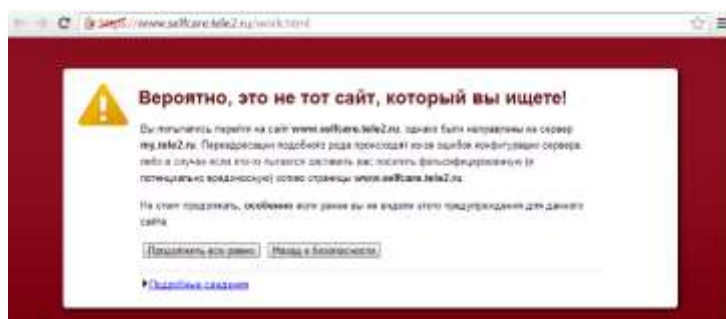 https://www.selfcare.tele2.ru/work.html
Вероятно, это не тот сайт, который вы ищете!
Вы попытались перейти на сайт www.selfcare.tele2.ru, однако были направлены на сервер
my.tele2.ru. Переадресации подобного рода происходят из-за ошибок конфигурации сервера
либо в случае если кто-то пытается заставить вас посетить фальсифицированную (и
потенциально вредоносную) копию страницы www.selfcare.tele2.ru.
Не стоит продолжать, особенно если ранее вы не видели этого предупреждения для данного
сайта.
Продолжить все равно Назад к безопасности
Подробные сведения